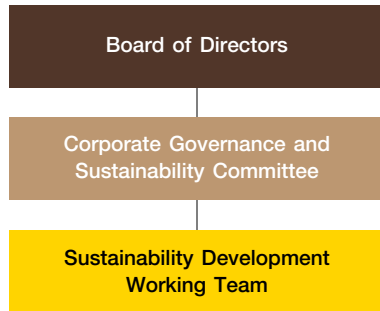 Board of Directors
Corporate Governance and
Sustainability Committee
Sustainability Development
Working Team